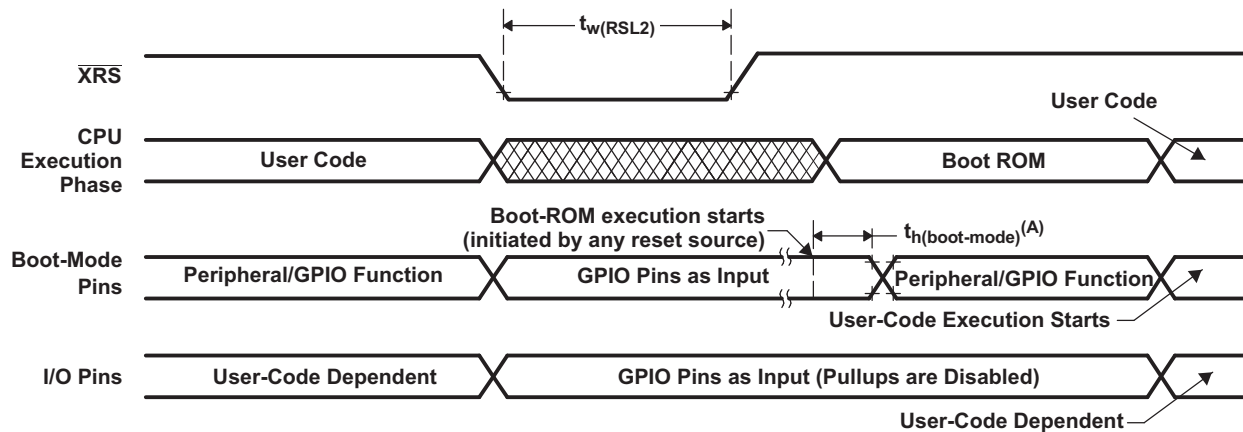 tw(RSL2)
XRS
User Code
CPU
Execution
Phase
User Code
Boot ROM
Boot-ROM execution starts
(initiated by any reset source)
th(boot-mode)(A)
Boot-Mode
Pins
Peripheral/GPIO Function
GPIO Pins as Input
Peripheral/GPIO Function
User-Code Execution Starts
I/O Pins
User-Code Dependent
GPIO Pins as Input (Pullups are Disabled)
User-Code Dependent